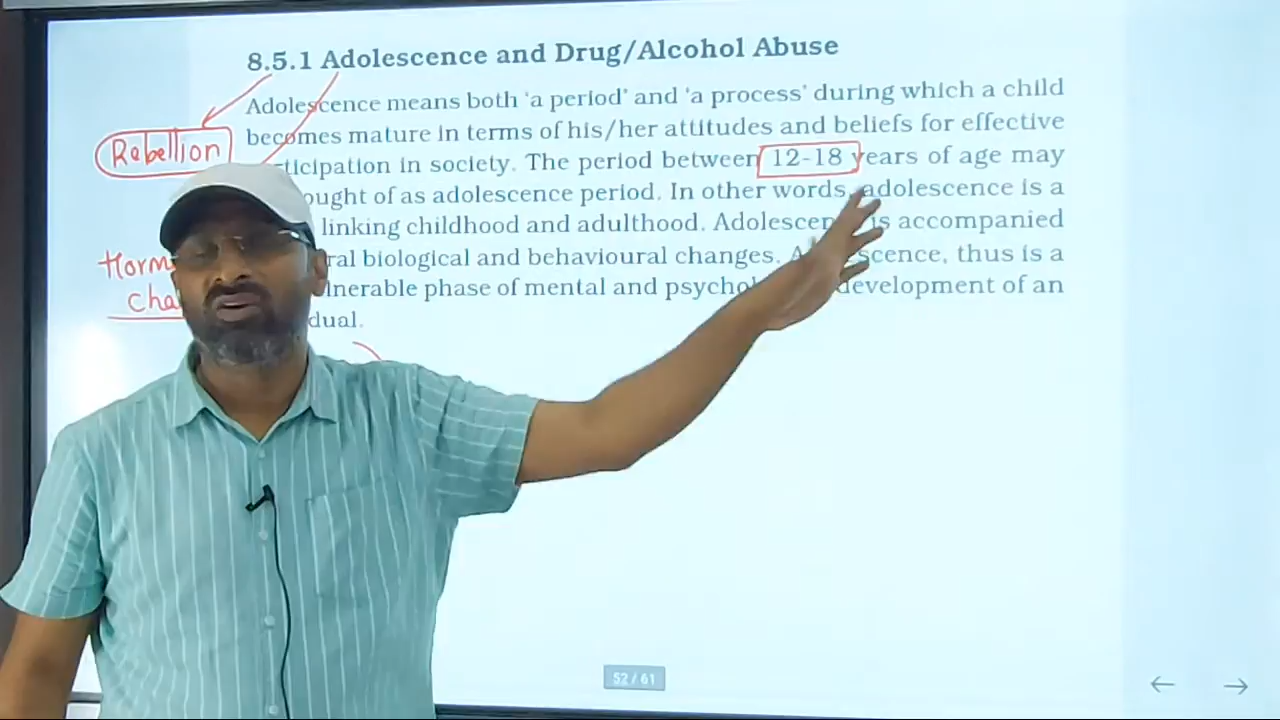 8.5.1 Adolescence and Drug/Alcohol Abuse
Adolescence means both ‘a period’ and ‘a process’ during which a child
becomes mature in terms of his/her attitudes and beliefs for effective
Rebellion
ticipation in society. The period between 12-18 years of age may
ought of as adolescence period. In other words, adolescence is a
linking childhood and adulthood. Adolescen is accompanied
Horm
ral biological and behavioural changes. A scence, thus is a
cha
lnerable phase of mental and psycho development of an
dual.
52 / 61